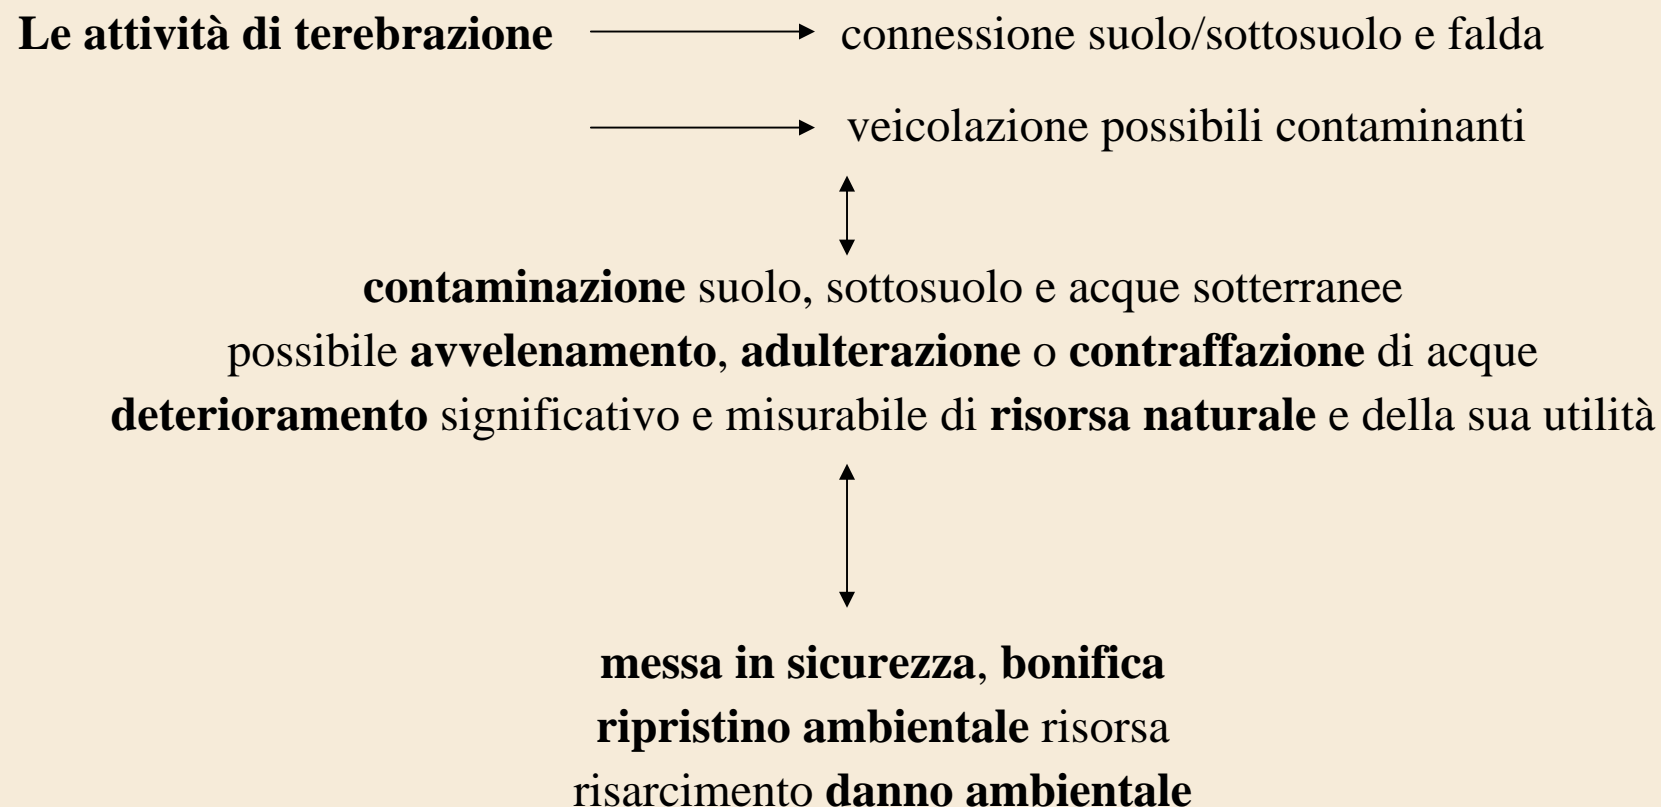 Le attività di terebrazione connessione suolo/sottosuolo e falda
veicolazione possibili contaminanti
contaminazione suolo, sottosuolo e acque sotterranee
possibile avvelenamento, adulterazione o contraffazione di acque
deterioramento significativo e misurabile di risorsa naturale e della sua utilità
messa in sicurezza, bonifica
ripristino ambientale risorsa
risarcimento danno ambientale